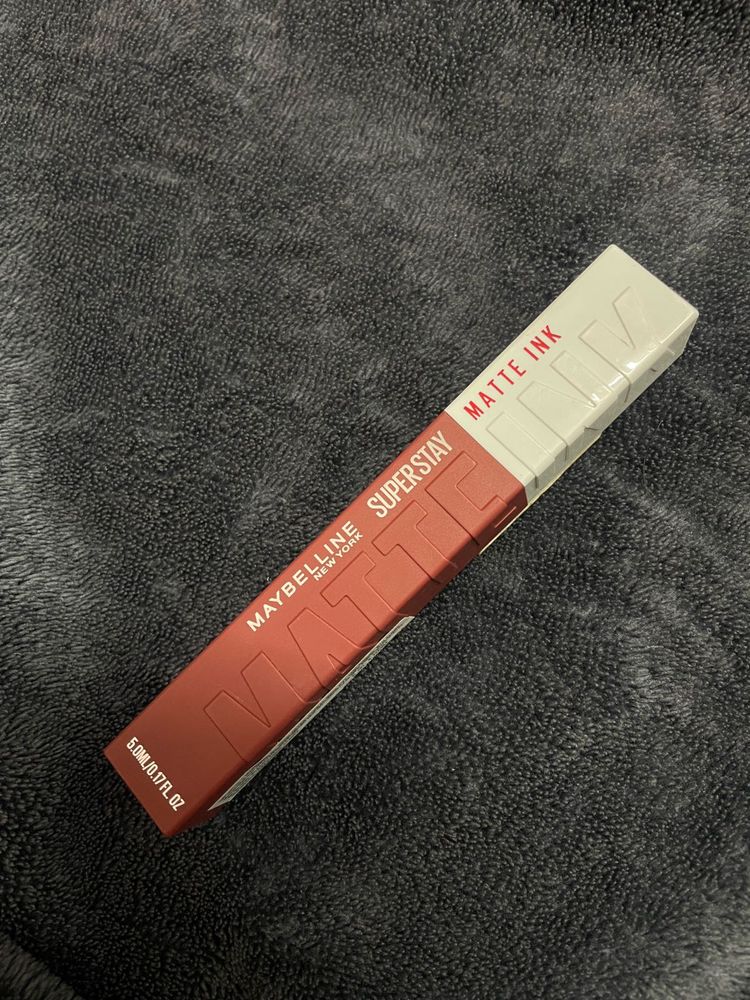 MATTE INK
SUPERSTAY
MAYBELLINE
NEW YORK
MATTE INK
5.0ML/0.17 FL. OZ